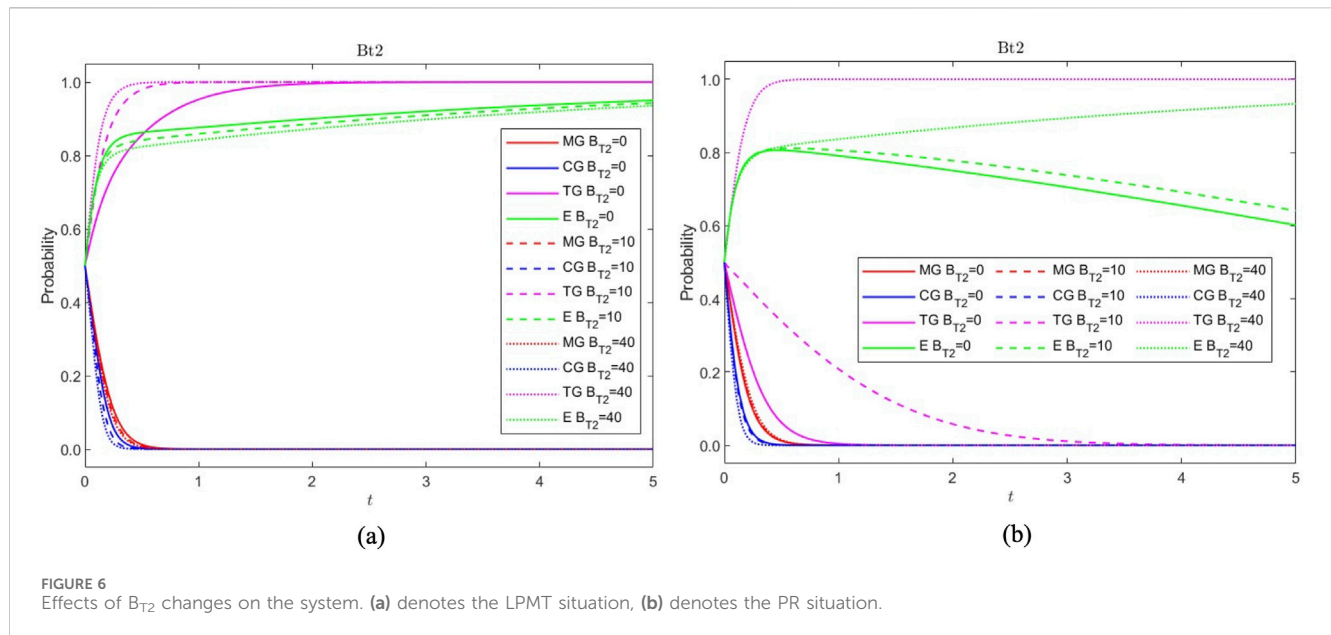 Bt2
1.0
0.8
0.6
0.4
0.2
0.0
Probability
0
1
2
3
4
5
t
MG B_T2=0
CG B_T2=0
TG B_T2=0
E B_T2=0
MG B_T2=10
CG B_T2=10
TG B_T2=10
E B_T2=10
MG B_T2=40
CG B_T2=40
TG B_T2=40
E B_T2=40
(a)
Bt2
1.0
0.8
0.6
0.4
0.2
0.0
Probability
0
1
2
3
4
5
t
MG B_T2=0 MG B_T2=10 MG B_T2=40
CG B_T2=0 CG B_T2=10 CG B_T2=40
TG B_T2=0 TG B_T2=10 TG B_T2=40
E B_T2=0 E B_T2=10 E B_T2=40
(b)
FIGURE 6
Effects of B_T2 changes on the system. (a) denotes the LPMT situation, (b) denotes the PR situation.